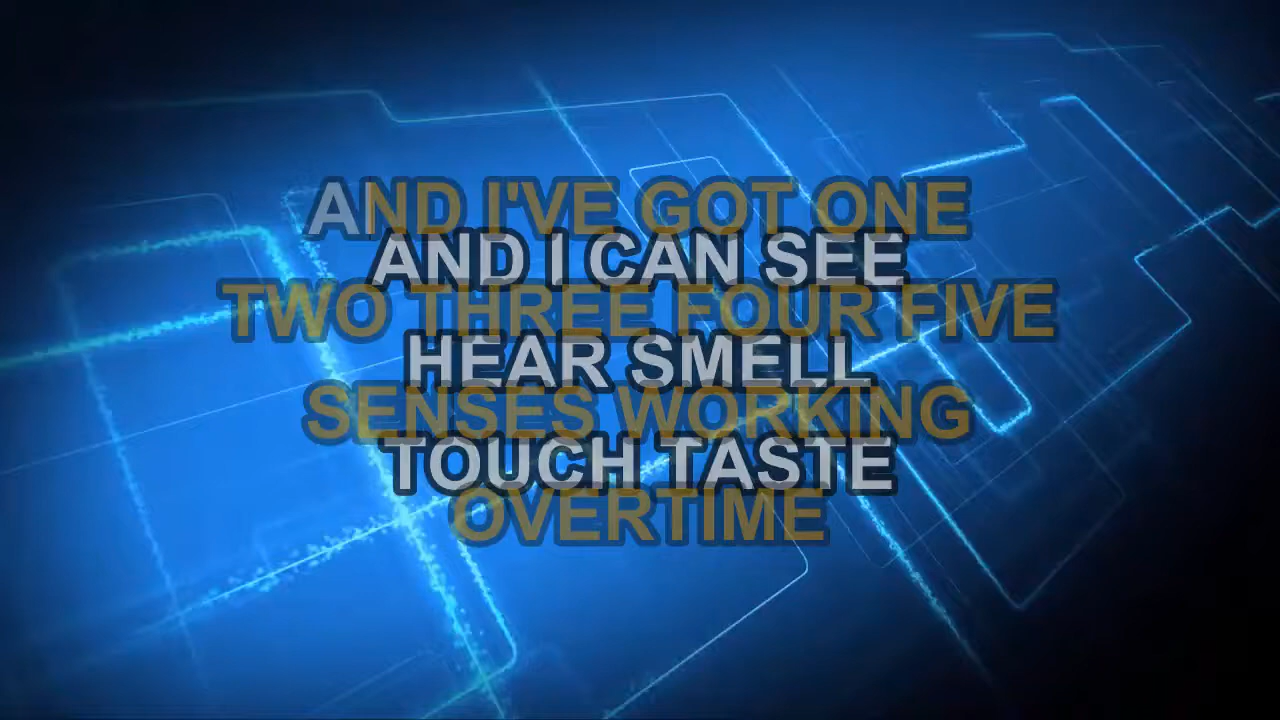 AND I'VE GOT ONE
AND I CAN SEE
TWO THREE FOUR FIVE
HEAR SMELL
SENSES WORKING
TOUCH TASTE
OVERTIME